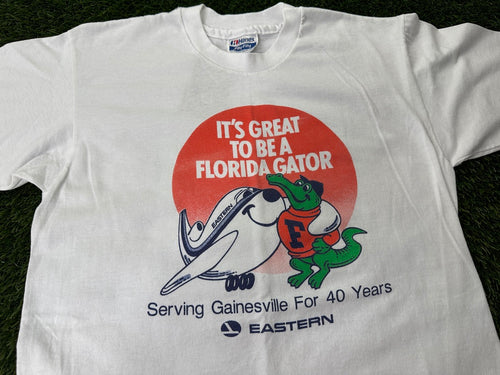 Hanes
IT'S GREAT
TO BE A
FLORIDA GATOR
EASTERN
F
Serving Gainesville For 40 Years
EASTERN